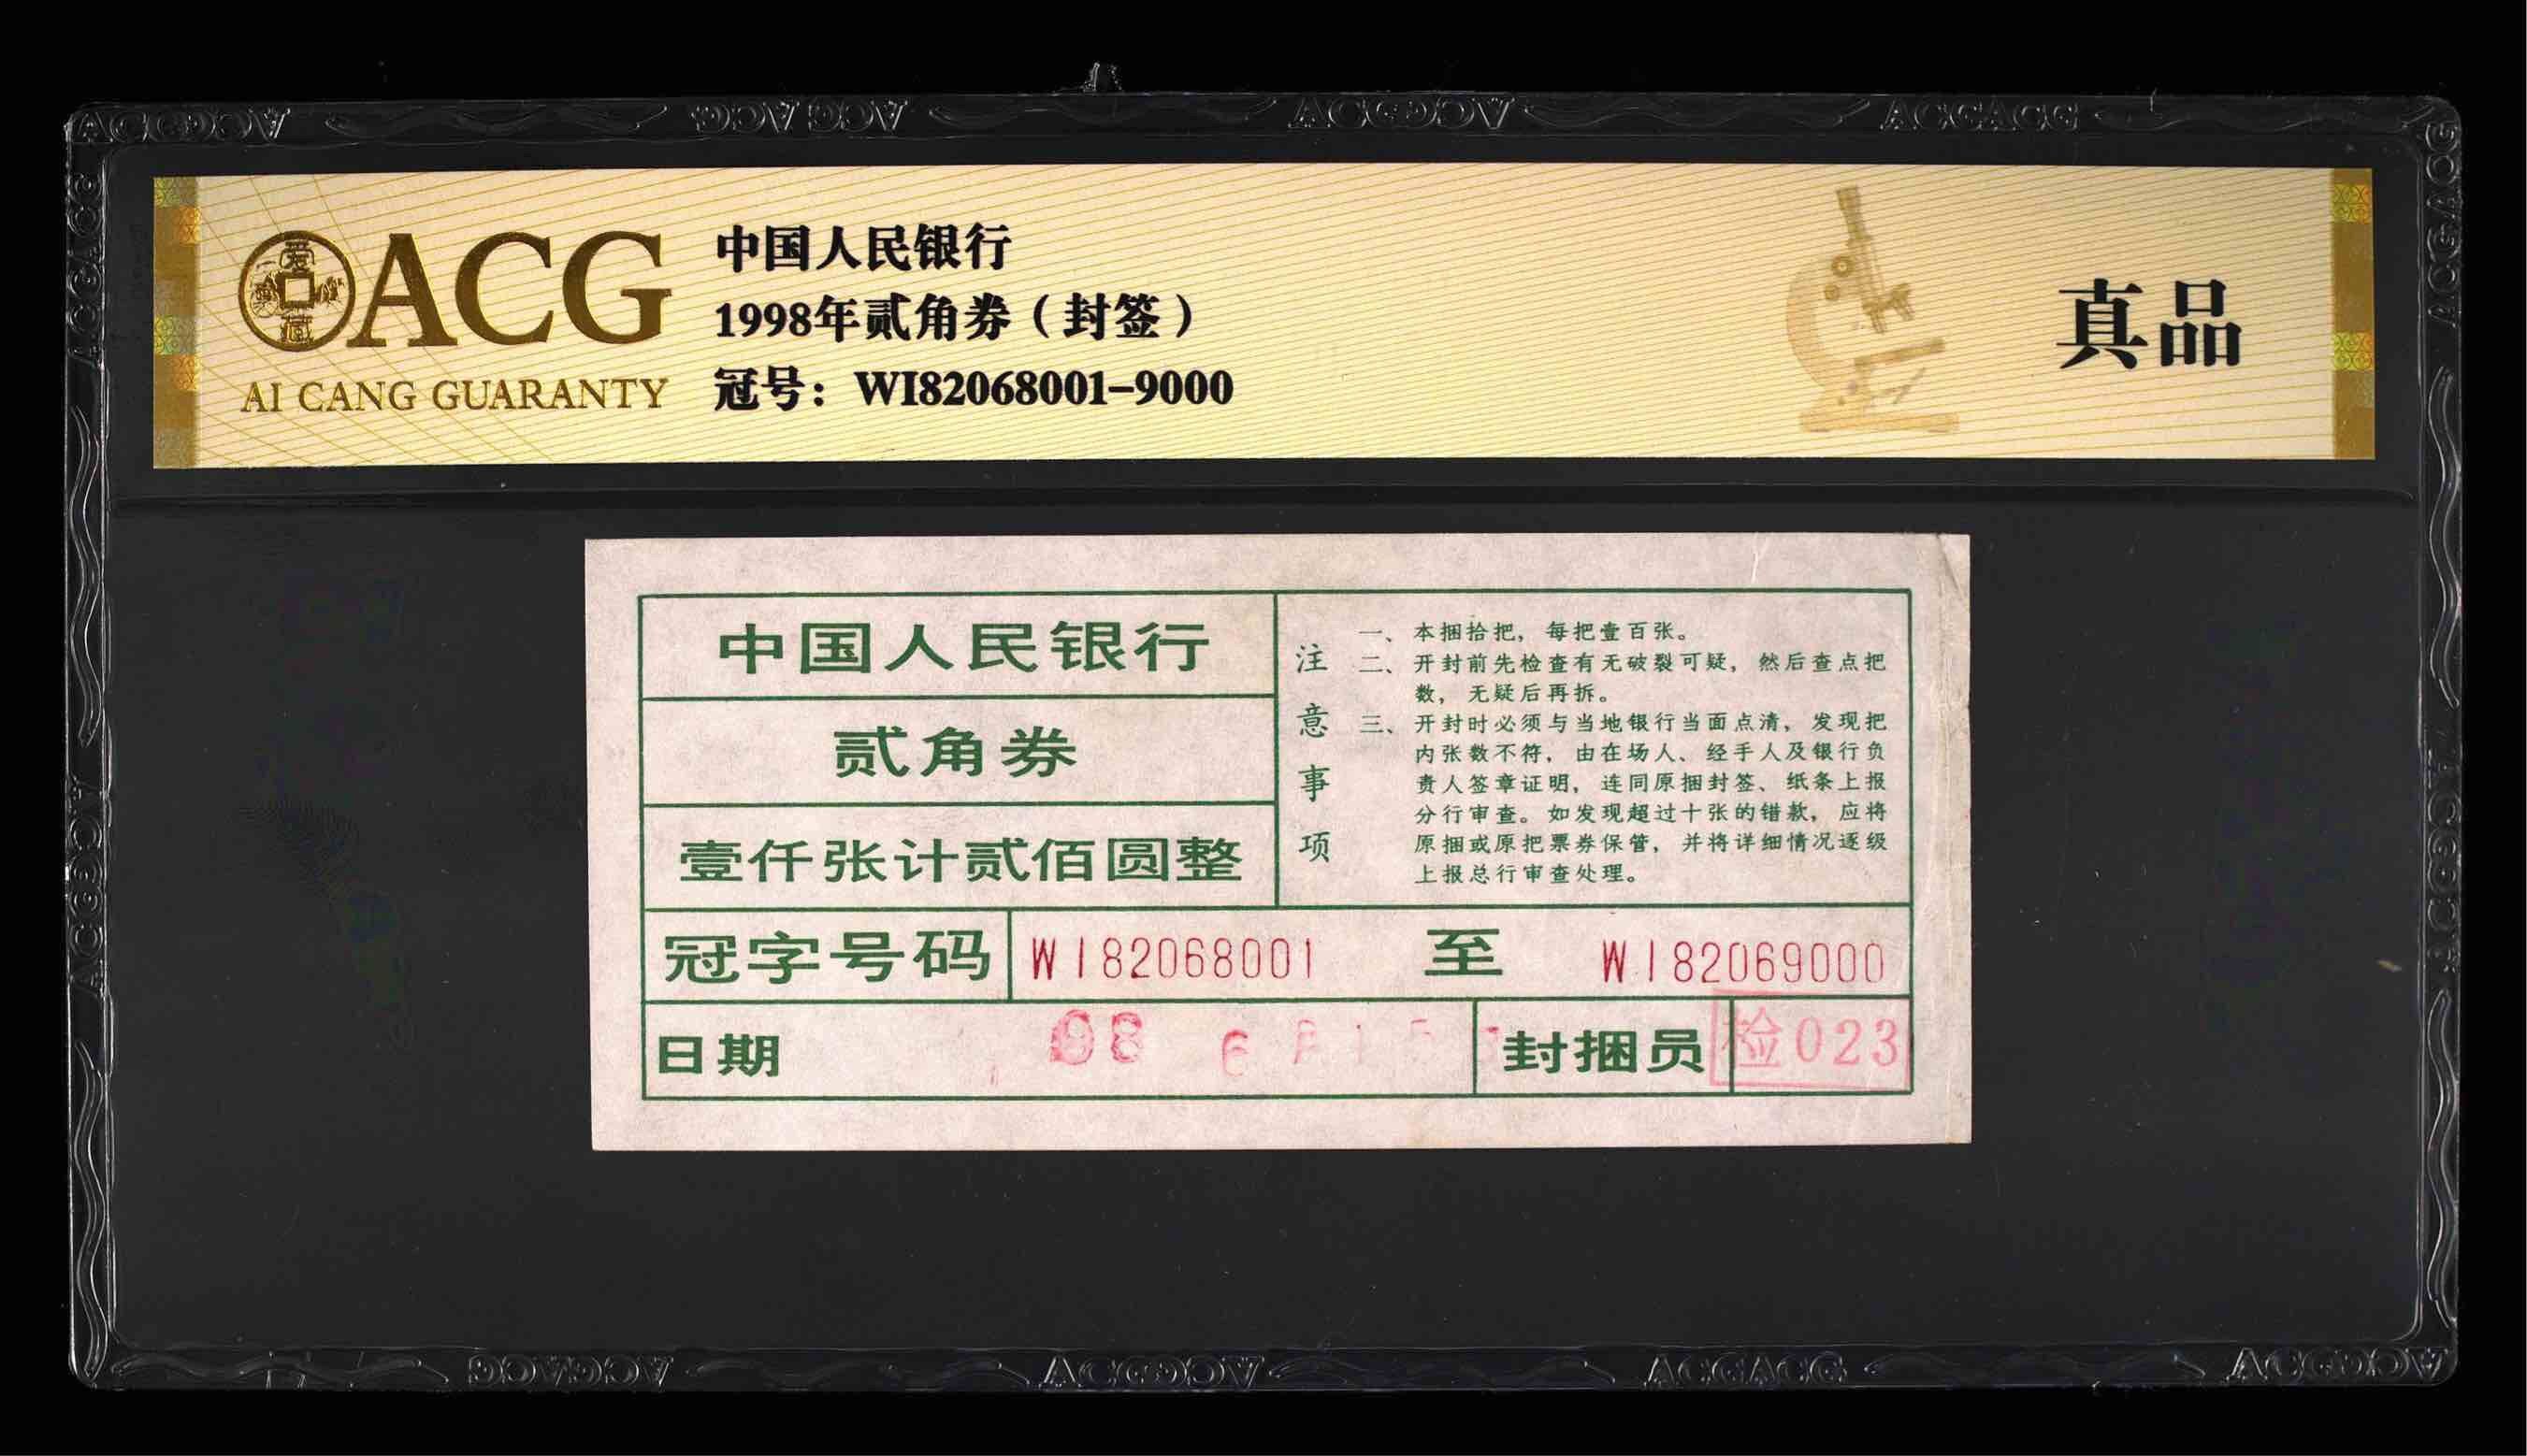 爱藏
ACG
AI CANG GUARANTY
中国人民银行
1998年贰角券（封签）
冠号：WI82068001-9000
真品
中国人民银行
贰角券
壹仟张计贰佰圆整
注意事项
一、本捆拾把，每把壹百张。
二、开封前先检查有无破裂可疑，然后查点把
数，无疑后再拆。
三、开封时必须与当地银行当面点清，发现把
内张数不符，由在场人、经手人及银行负
责人签章证明，连同原捆封签、纸条上报
分行审查。如发现超过十张的错款，应将
原捆或原把票券保管，并将详细情况逐级
上报总行审查处理。
冠字号码 WI82068001 至 WI82069000
日期 98 6 封捆员 检023